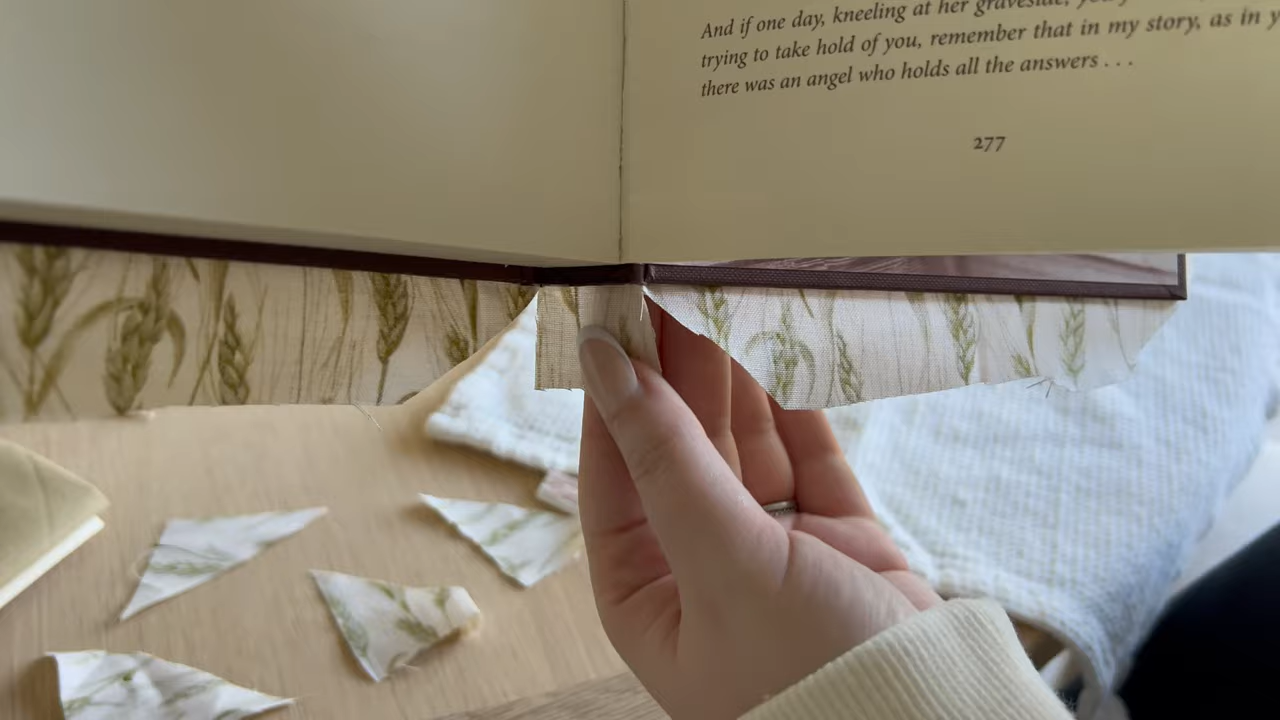 And if one day, kneeling at her graveside,
trying to take hold of you, remember that in my story, as in
there was an angel who holds all the answers . . .
277